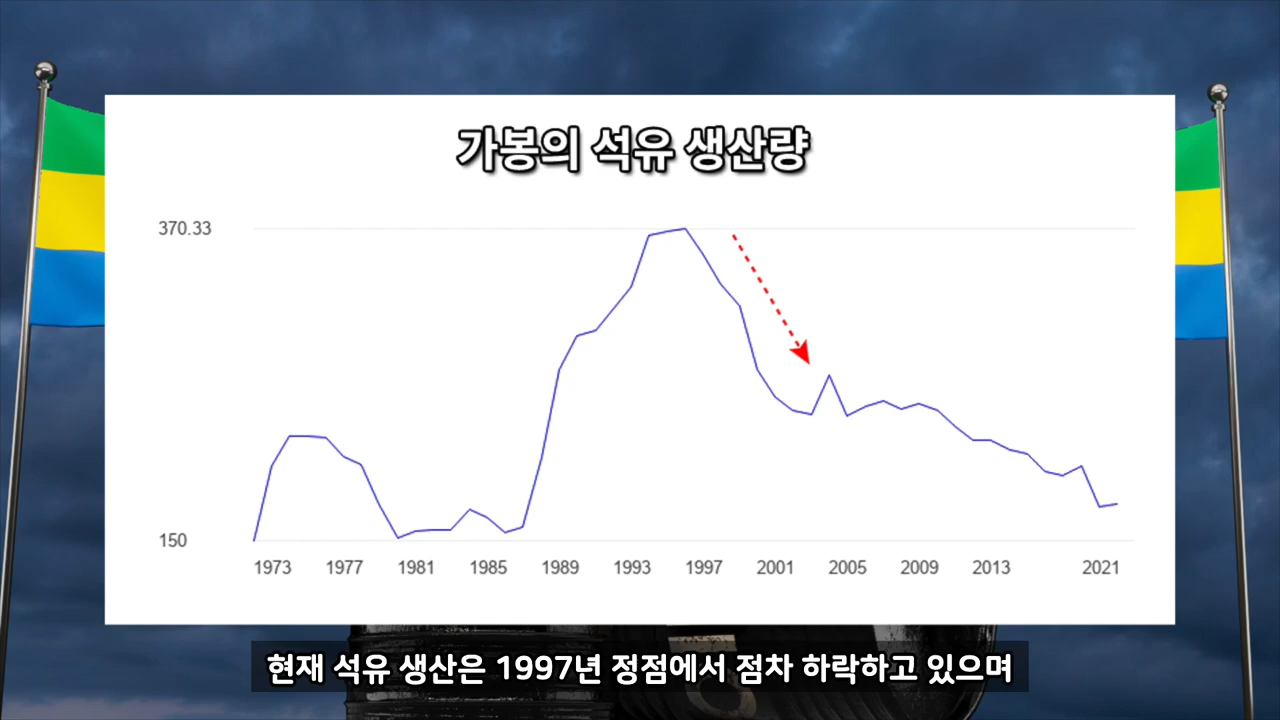 가봉의 석유 생산량
370.33
150
1973 1977 1981 1985 1989 1993 1997 2001 2005 2009 2013 2021
현재 석유 생산은 1997년 정점에서 점차 하락하고 있으며